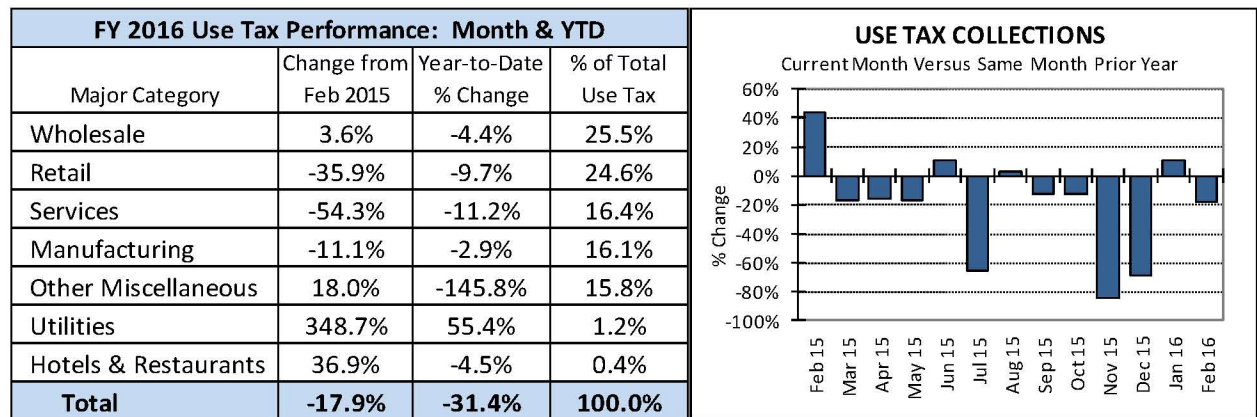 FY 2016 Use Tax Performance: Month & YTD
Major Category Change from Feb 2015 Year-to-Date % Change % of Total Use Tax
Wholesale 3.6% -4.4% 25.5%
Retail -35.9% -9.7% 24.6%
Services -54.3% -11.2% 16.4%
Manufacturing -11.1% -2.9% 16.1%
Other Miscellaneous 18.0% -145.8% 15.8%
Utilities 348.7% 55.4% 1.2%
Hotels & Restaurants 36.9% -4.5% 0.4%
Total -17.9% -31.4% 100.0%
USE TAX COLLECTIONS
Current Month Versus Same Month Prior Year
% Change
60%
40%
20%
0%
-20%
-40%
-60%
-80%
-100%
Feb 15
Mar 15
Apr 15
May 15
Jun 15
Jul 15
Aug 15
Sep 15
Oct 15
Nov 15
Dec 15
Jan 16
Feb 16